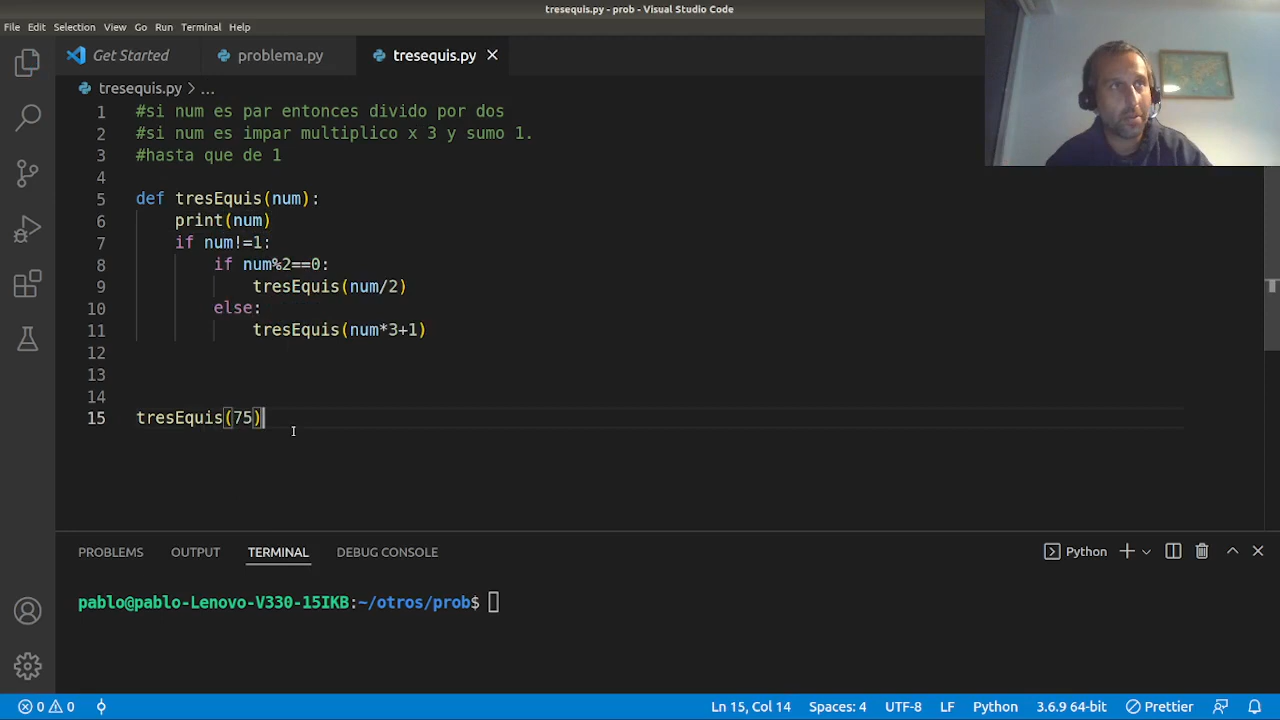 tresequis.py - prob - Visual Studio Code
File Edit Selection View Go Run Terminal Help
Get Started problema.py tresequis.py
tresequis.py > ...
1 #si num es par entonces divido por dos
2 #si num es impar multiplico x 3 y sumo 1.
3 #hasta que de 1
4
5 def tresEquis(num):
6 print(num)
7 if num!=1:
8 if num%2==0:
9 tresEquis(num/2)
10 else:
11 tresEquis(num*3+1)
12
13
14
15 tresEquis(75)
PROBLEMS OUTPUT TERMINAL DEBUG CONSOLE Python
pablo@pablo-Lenovo-V330-15IKB:~/otros/prob$
0 0 Ln 15, Col 14 Spaces: 4 UTF-8 LF Python 3.6.9 64-bit Prettier